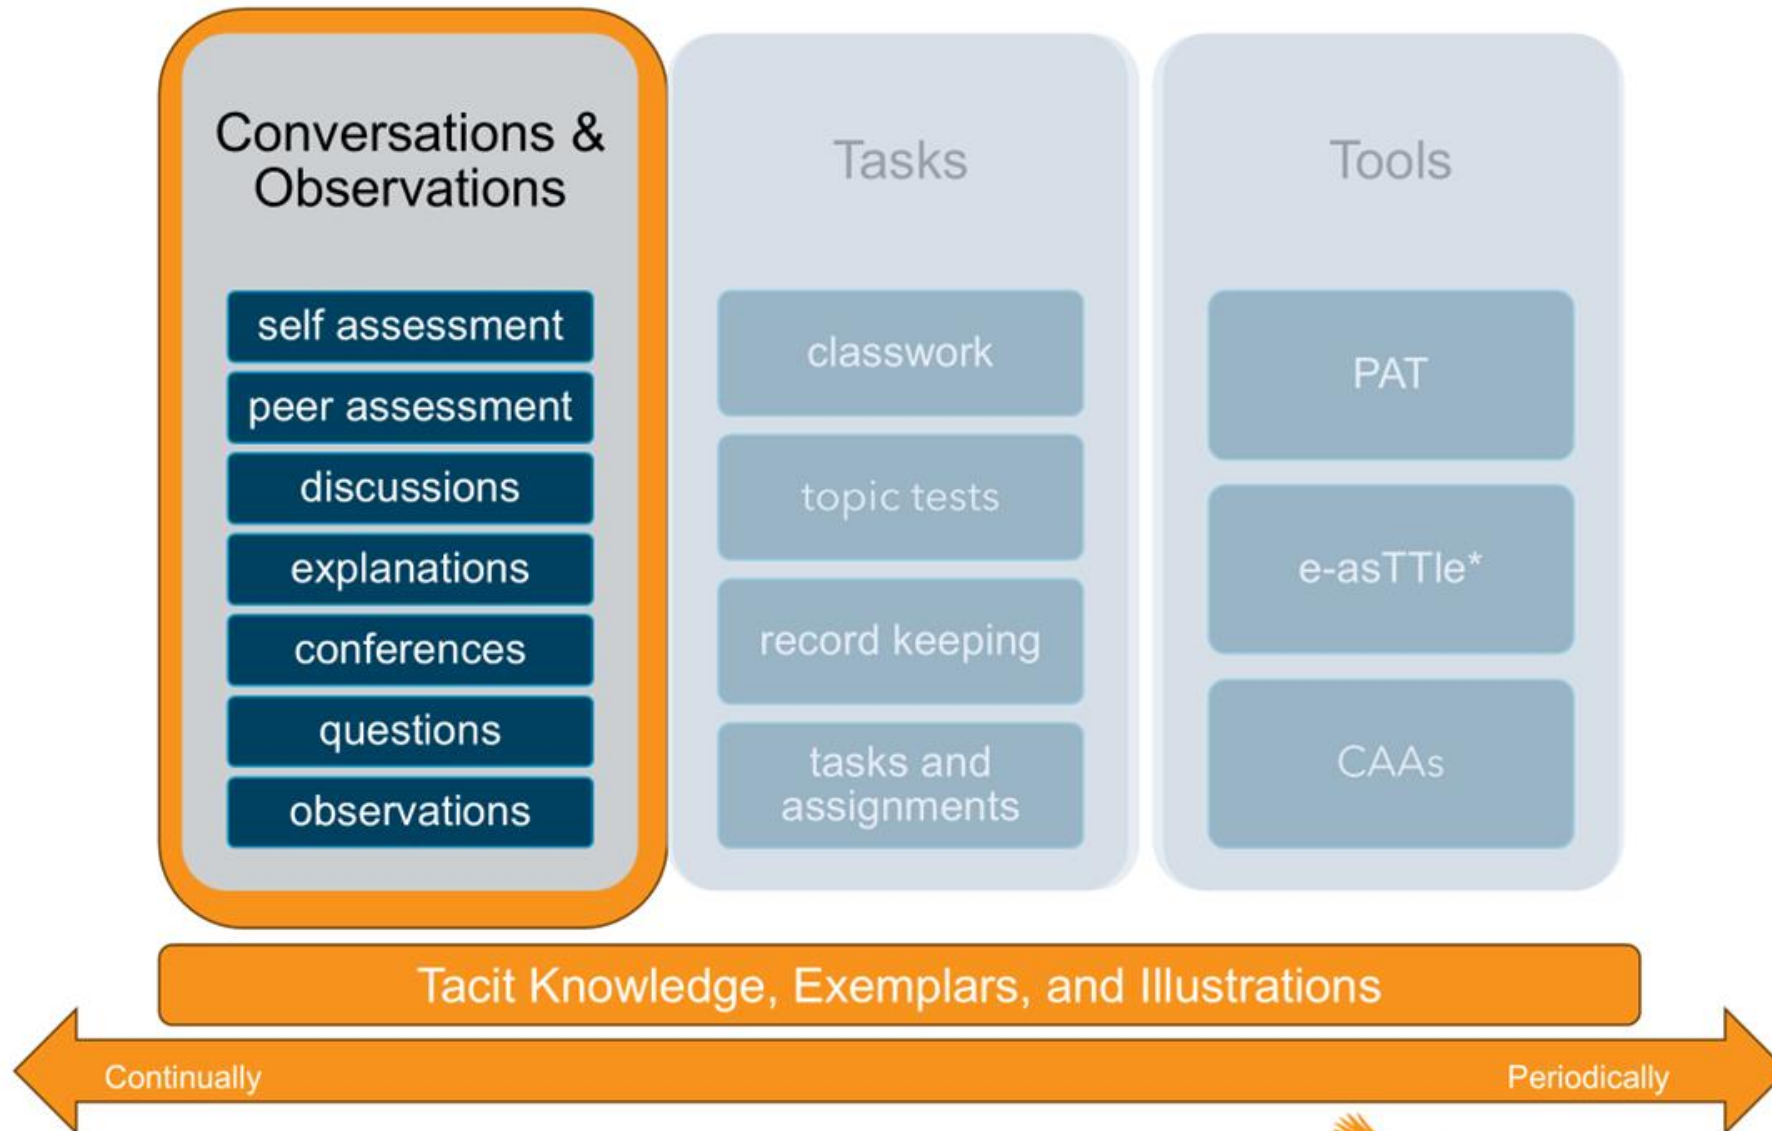 Conversations &
Observations
self assessment
peer assessment
discussions
explanations
conferences
questions
observations
Tasks
classwork
topic tests
record keeping
tasks and
assignments
Tools
PAT
e-asTTle*
CAAs
Tacit Knowledge, Exemplars, and Illustrations
Continually
Periodically